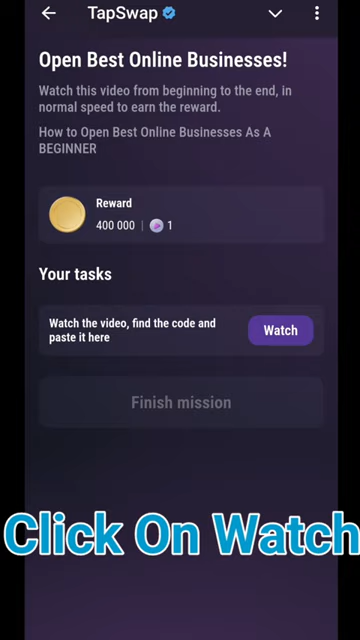 TapSwap
Open Best Online Businesses!
Watch this video from beginning to the end, in
normal speed to earn the reward.
How to Open Best Online Businesses As A
BEGINNER
Reward
400 000 | 1
Your tasks
Watch the video, find the code and
paste it here
Watch
Finish mission
Click On Watch